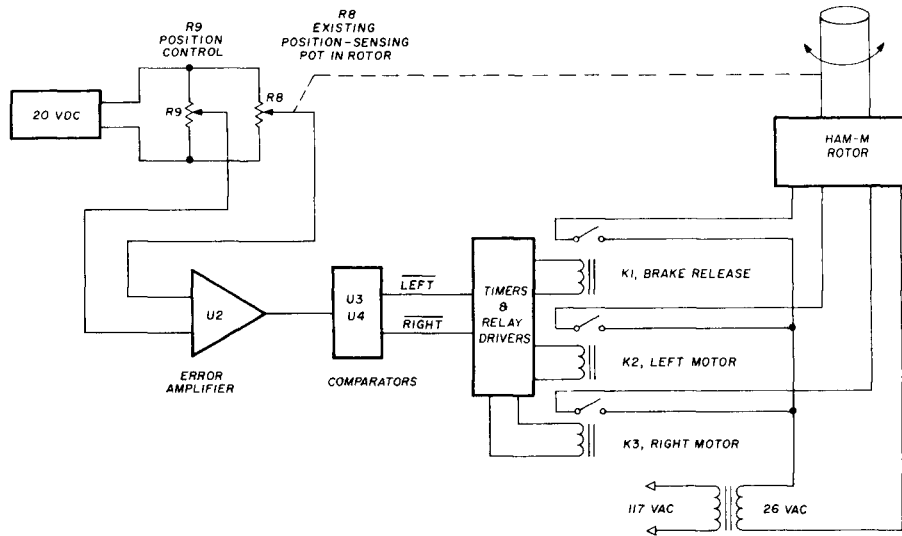 R9
POSITION
CONTROL
R8
EXISTING
POSITION-SENSING
POT IN ROTOR
20 VDC
R9
R8
HAM-M
ROTOR
U2
ERROR
AMPLIFIER
U3
U4
COMPARATORS
LEFT
RIGHT
TIMERS
&
RELAY
DRIVERS
K1, BRAKE RELEASE
K2, LEFT MOTOR
K3, RIGHT MOTOR
117 VAC
26 VAC